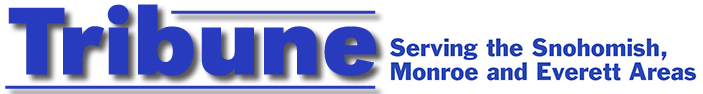 Tribune
Serving the Snohomish,
Monroe and Everett Areas